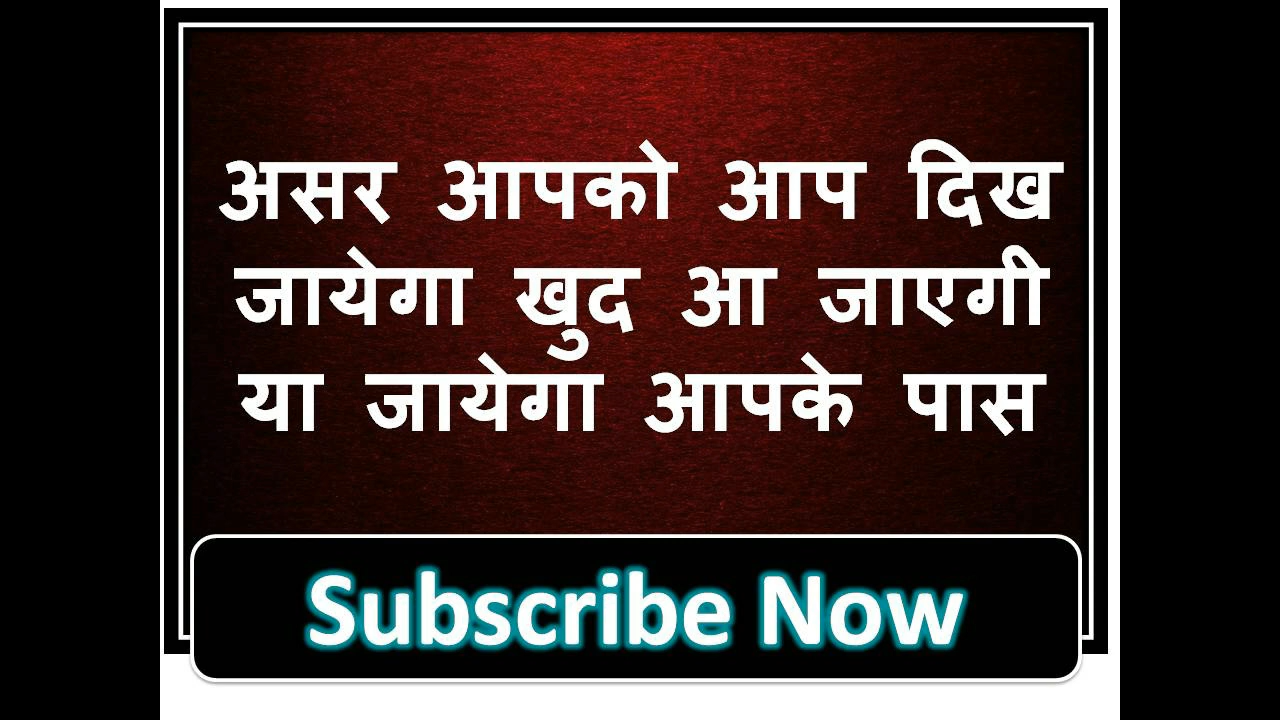 असर आपको आप दिख
जायेगा खुद आ जाएगी
या जायेगा आपके पास
Subscribe Now